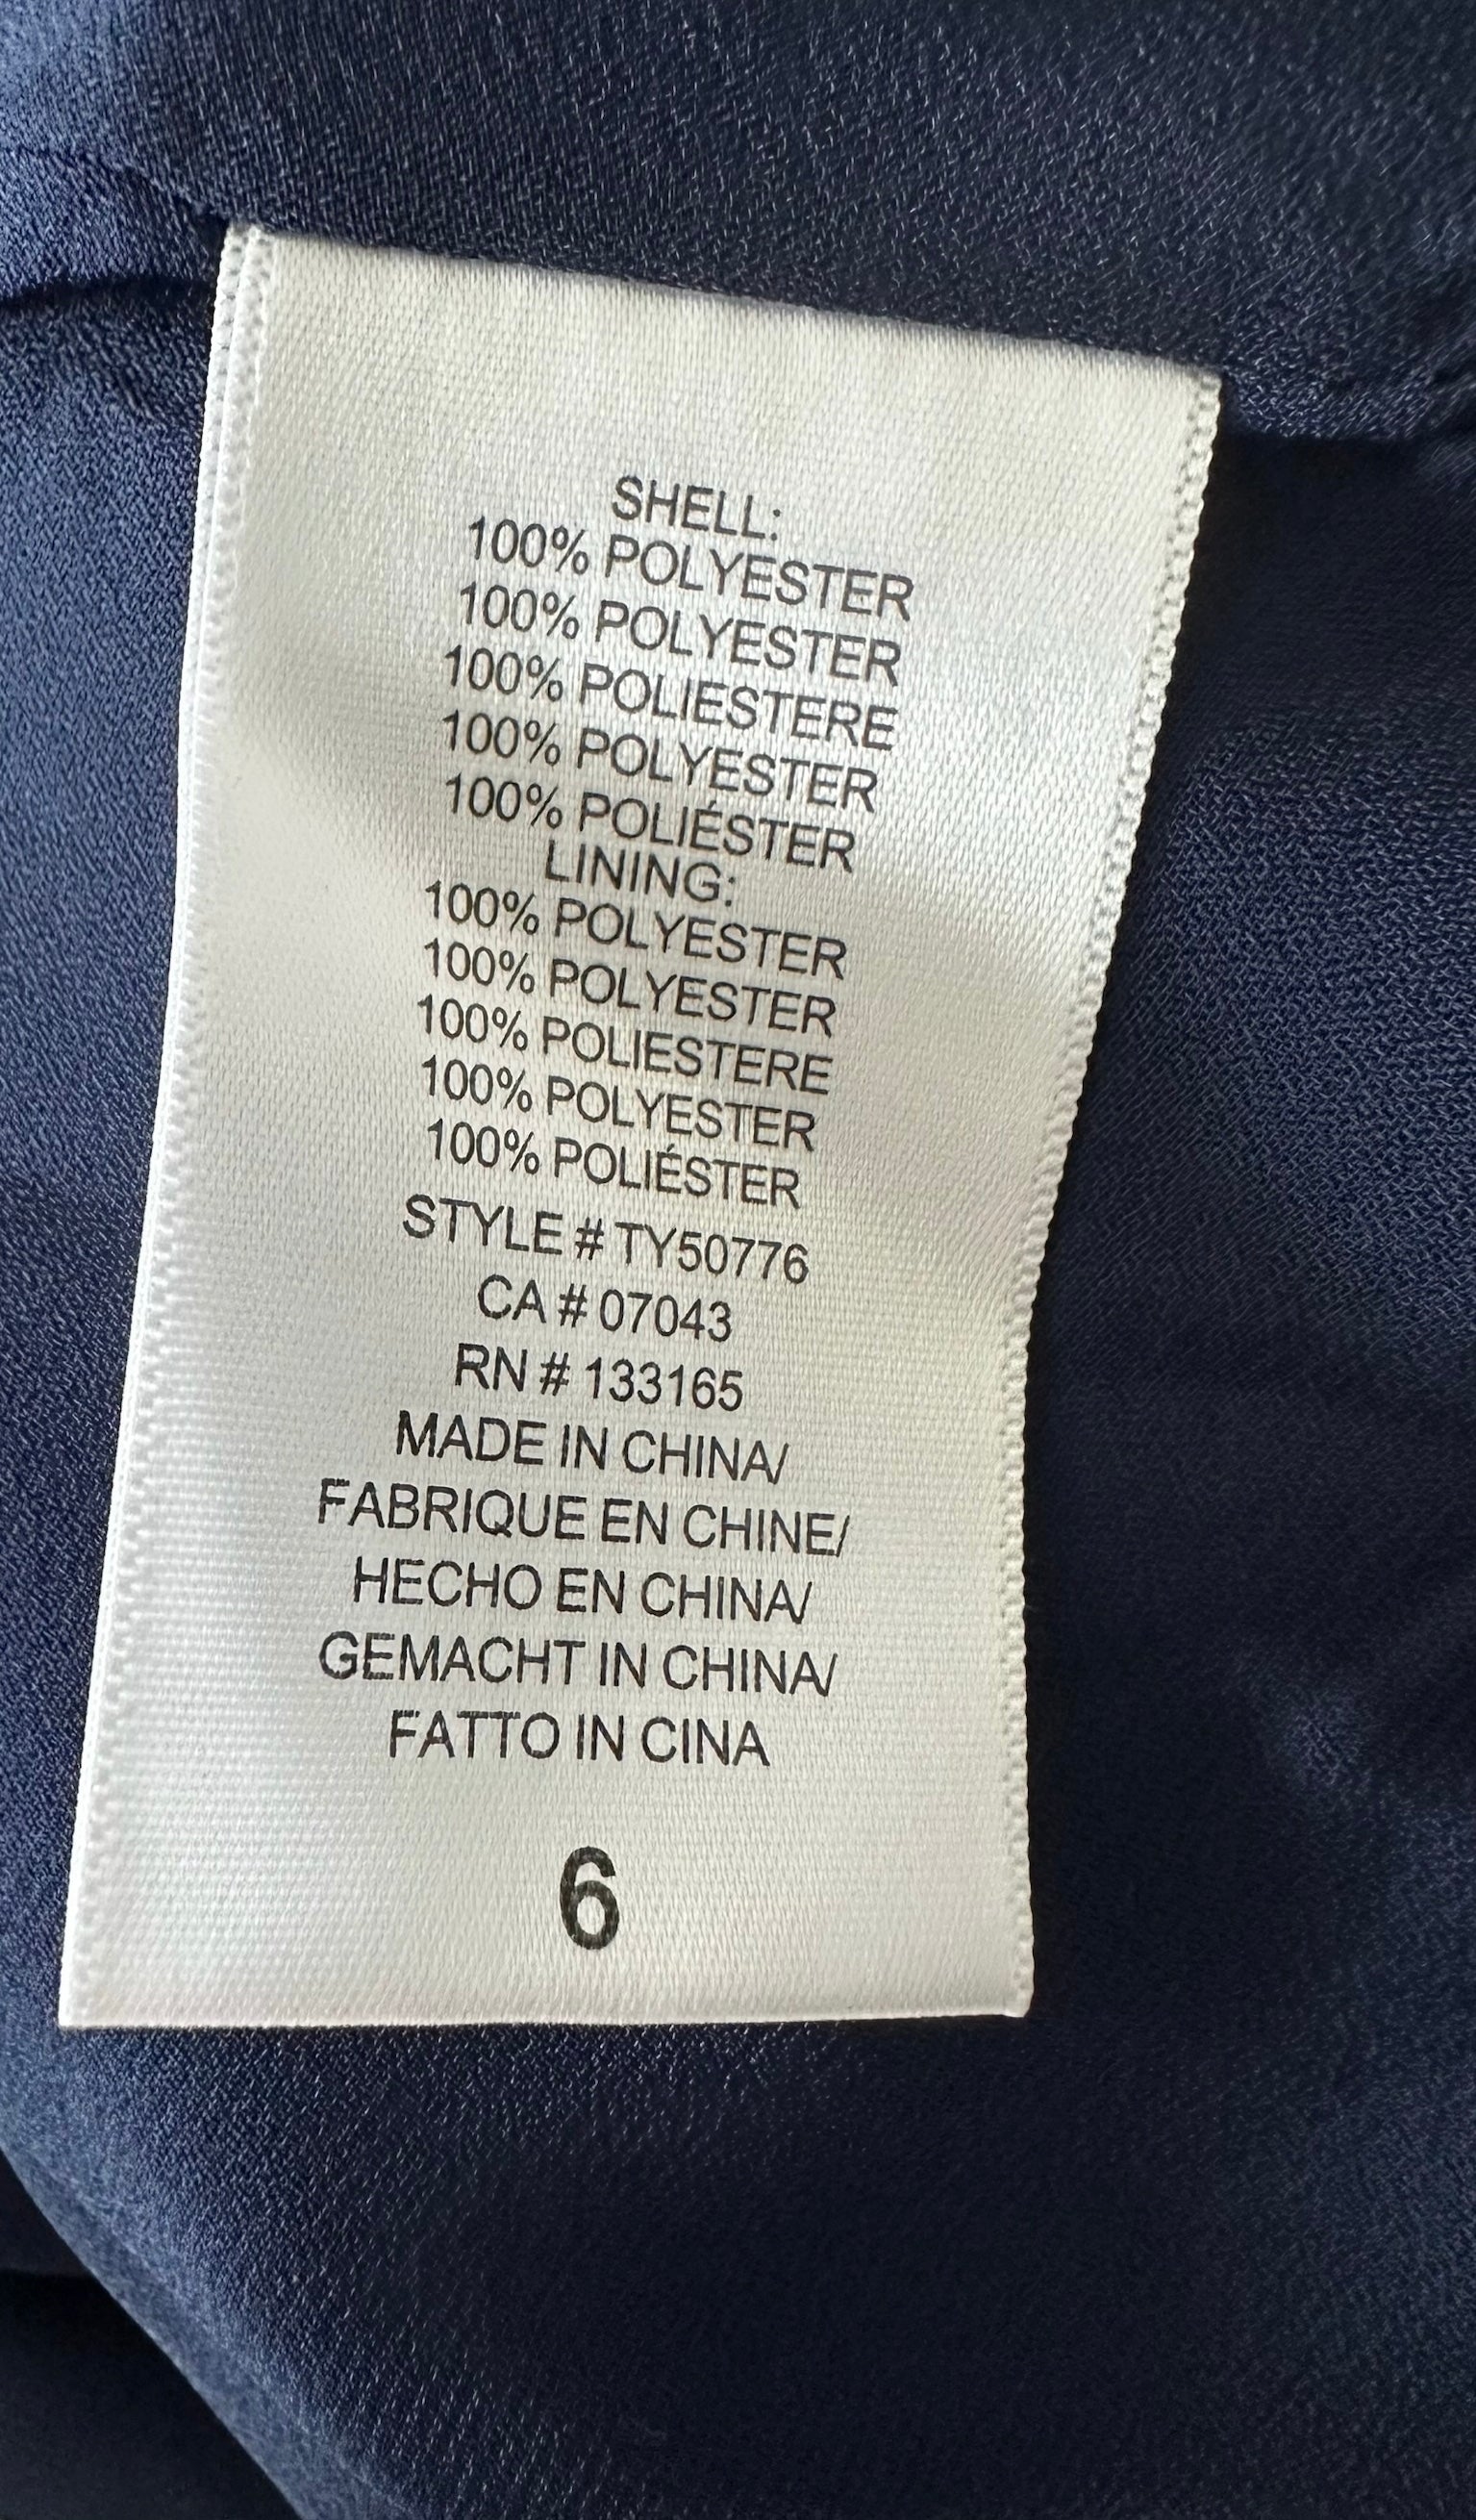 SHELL:
100% POLYESTER
100% POLYESTER
100% POLIESTERE
100% POLYESTER
100% POLIÉSTER
LINING:
100% POLYESTER
100% POLYESTER
100% POLIESTERE
100% POLYESTER
100% POLIÉSTER
STYLE # TY50776
CA # 07043
RN # 133165
MADE IN CHINA/
FABRIQUE EN CHINE/
HECHO EN CHINA/
GEMACHT IN CHINA/
FATTO IN CINA
6